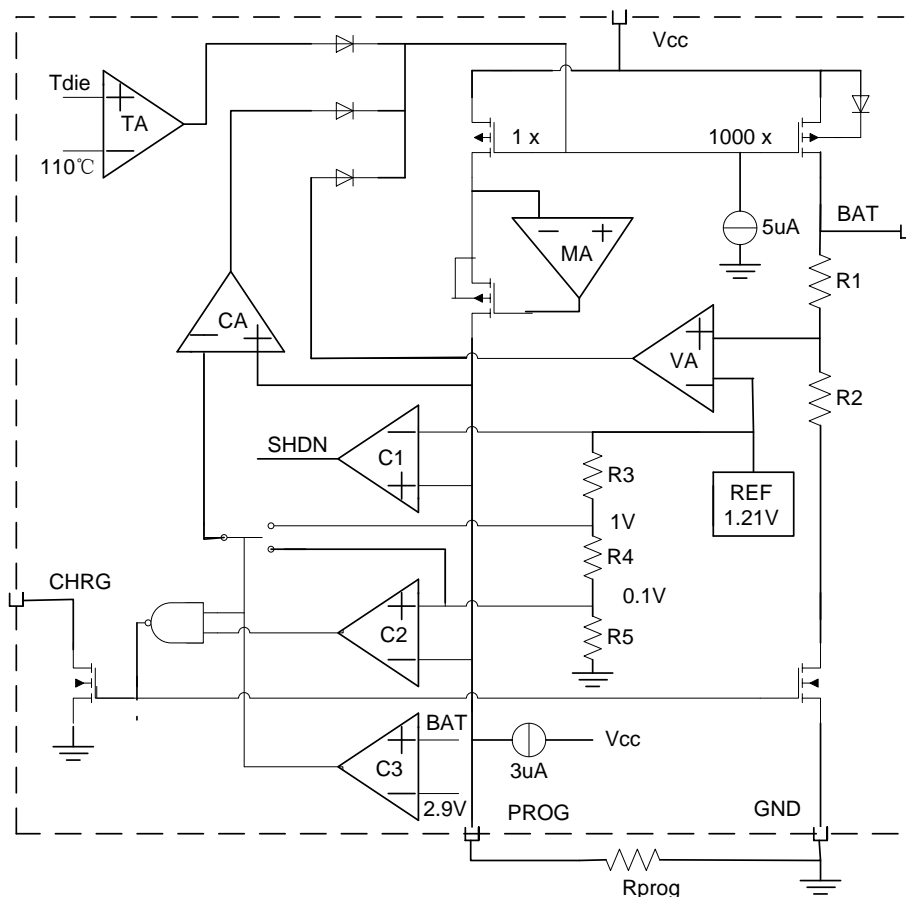 Vcc
Tdie
TA
110℃
1 x
1000 x
BAT
5uA
MA
R1
CA
VA
R2
SHDN
C1
R3
REF
1.21V
1V
R4
CHRG
0.1V
C2
R5
BAT
C3
Vcc
3uA
2.9V
PROG
GND
Rprog